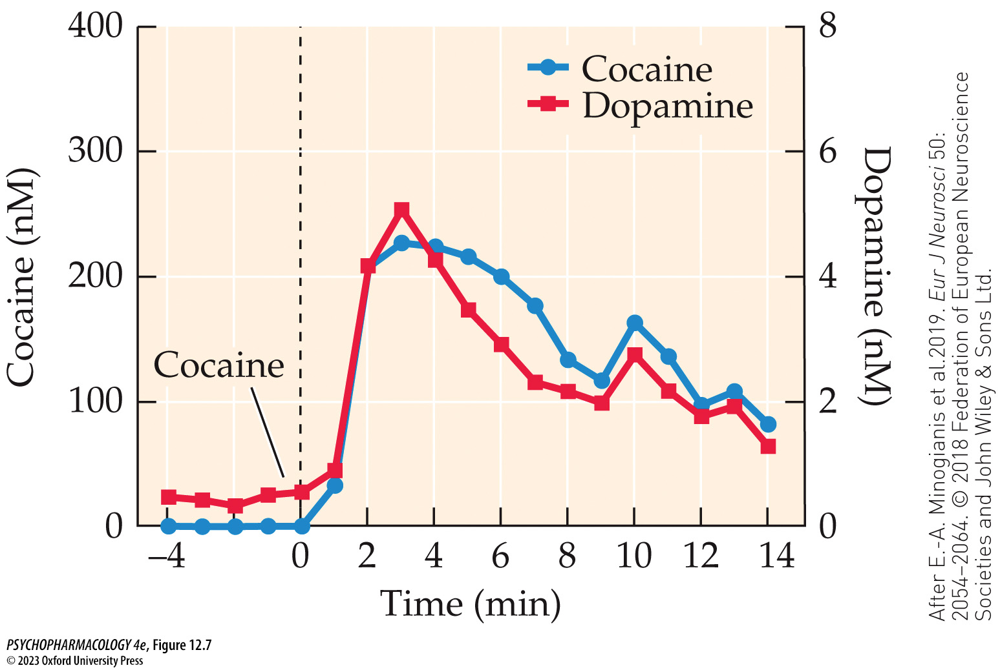 400
300
200
100
0
Cocaine (nM)
8
6
4
2
0
Dopamine (nM)
Cocaine
Dopamine
Cocaine
–4 0 2 4 6 8 10 12 14
Time (min)
After E.-A. Minogianis et al.2019. Eur J Neurosci 50:
2054–2064. © 2018 Federation of European Neuroscience
Societies and John Wiley & Sons Ltd.
PSYCHOPHARMACOLOGY 4e, Figure 12.7
© 2023 Oxford University Press